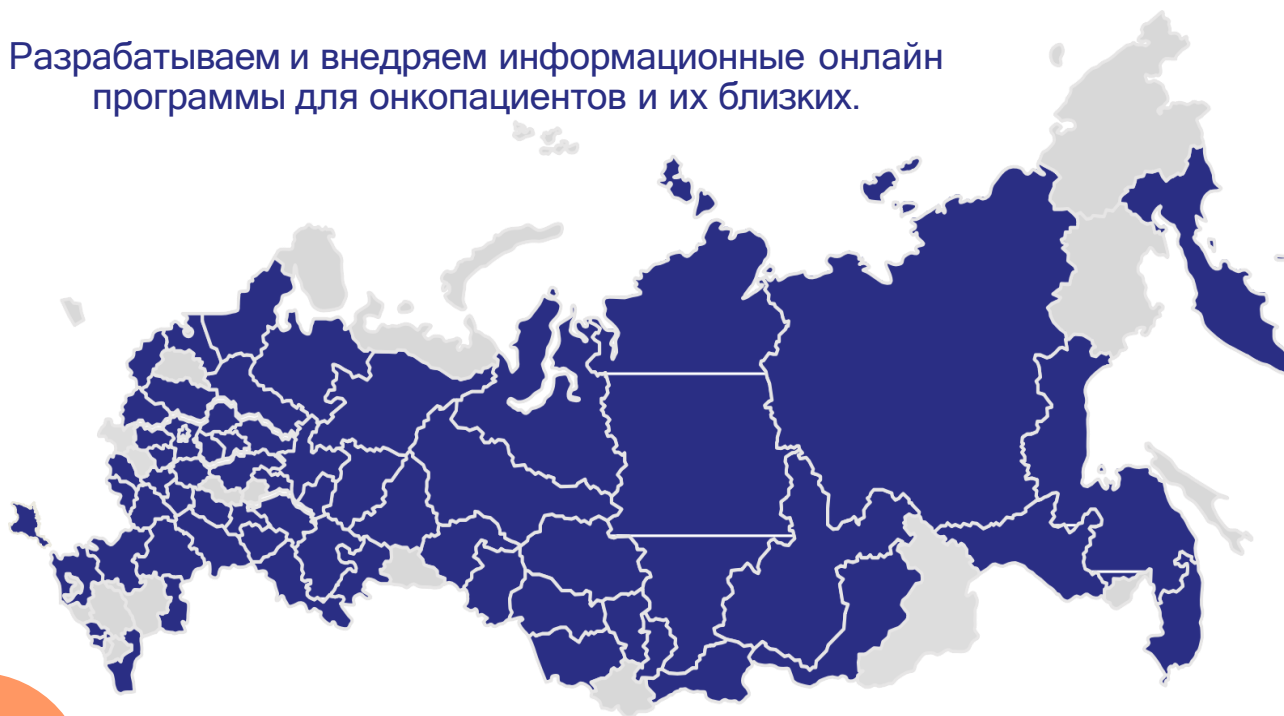 Разрабатываем и внедряем информационные онлайн
программы для онкопациентов и их близких.